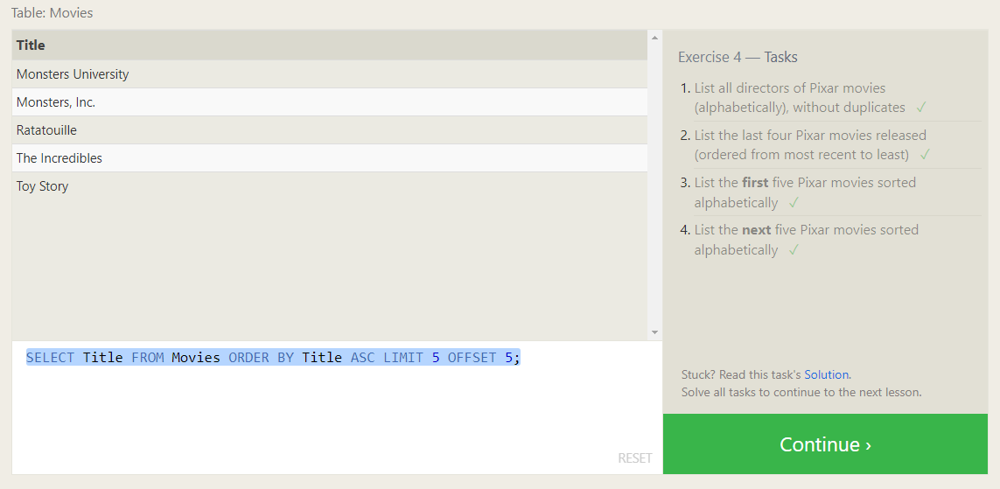 Table: Movies
Title
Monsters University
Monsters, Inc.
Ratatouille
The Incredibles
Toy Story
SELECT Title FROM Movies ORDER BY Title ASC LIMIT 5 OFFSET 5;
RESET
Exercise 4 — Tasks
1. List all directors of Pixar movies
(alphabetically), without duplicates ✓
2. List the last four Pixar movies released
(ordered from most recent to least) ✓
3. List the first five Pixar movies sorted
alphabetically ✓
4. List the next five Pixar movies sorted
alphabetically ✓
Stuck? Read this task's Solution.
Solve all tasks to continue to the next lesson.
Continue ›